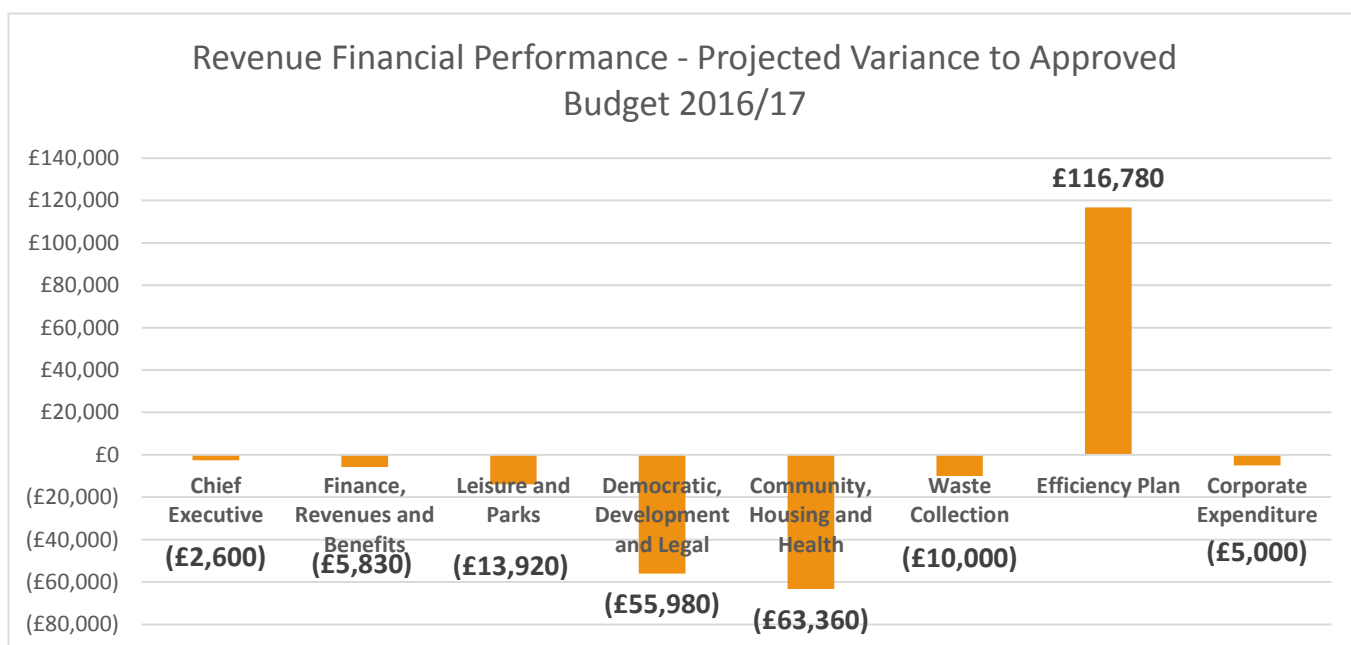 Revenue Financial Performance - Projected Variance to Approved
Budget 2016/17
£140,000
£120,000
£100,000
£80,000
£60,000
£40,000
£20,000
£0
(£20,000)
(£40,000)
(£60,000)
(£80,000)
£116,780
Chief
Executive
(£2,600)
Finance,
Revenues and
Benefits
(£5,830)
Leisure and
Parks
(£13,920)
Democratic,
Development
and Legal
(£55,980)
Community,
Housing and
Health
(£63,360)
Waste
Collection
(£10,000)
Efficiency Plan
Corporate
Expenditure
(£5,000)